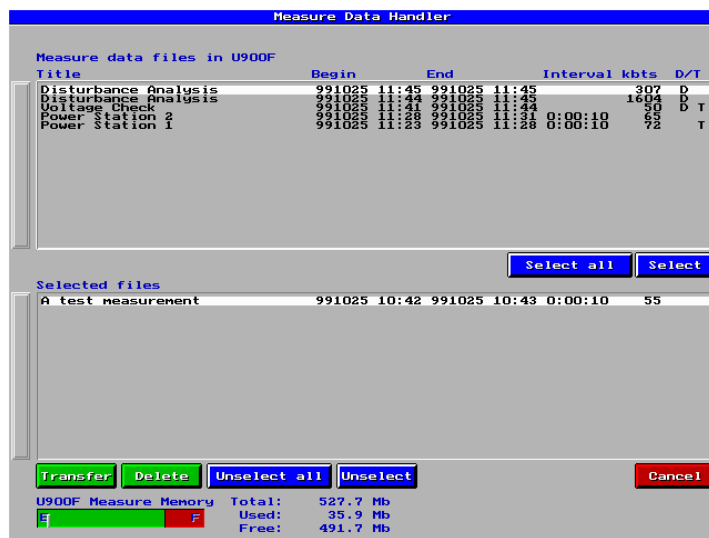 Measure Data Handler
Measure data files in U900F
Title Begin End Interval kbts D/T
Disturbance Analysis 991025 11:45 991025 11:45 307 D
Disturbance Analysis 991025 11:44 991025 11:45 1604 D
Voltage Check 991025 11:41 991025 11:44 50 D T
Power Station 2 991025 11:28 991025 11:31 0:00:10 65
Power Station 1 991025 11:23 991025 11:28 0:00:10 72 T
Select all Select
Selected files
A test measurement 991025 10:42 991025 10:43 0:00:10 55
Transfer Delete Unselect all Unselect Cancel
U900F Measure Memory Total: 527.7 Mb
E F Used: 35.9 Mb
Free: 491.7 Mb